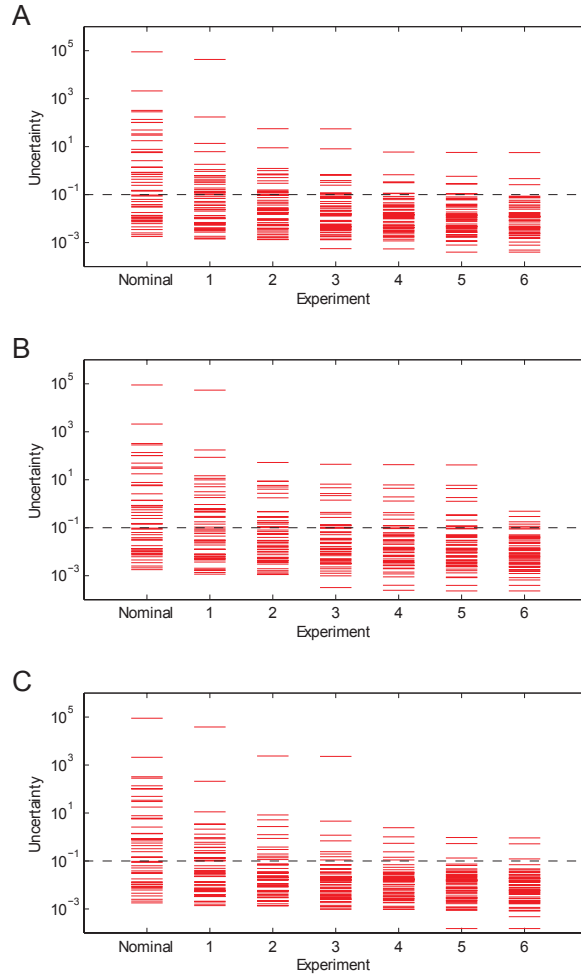 A
Uncertainty
10^5
10^3
10^1
10^−1
10^−3
Nominal 1 2 3 4 5 6
Experiment
B
Uncertainty
10^5
10^3
10^1
10^−1
10^−3
Nominal 1 2 3 4 5 6
Experiment
C
Uncertainty
10^5
10^3
10^1
10^−1
10^−3
Nominal 1 2 3 4 5 6
Experiment